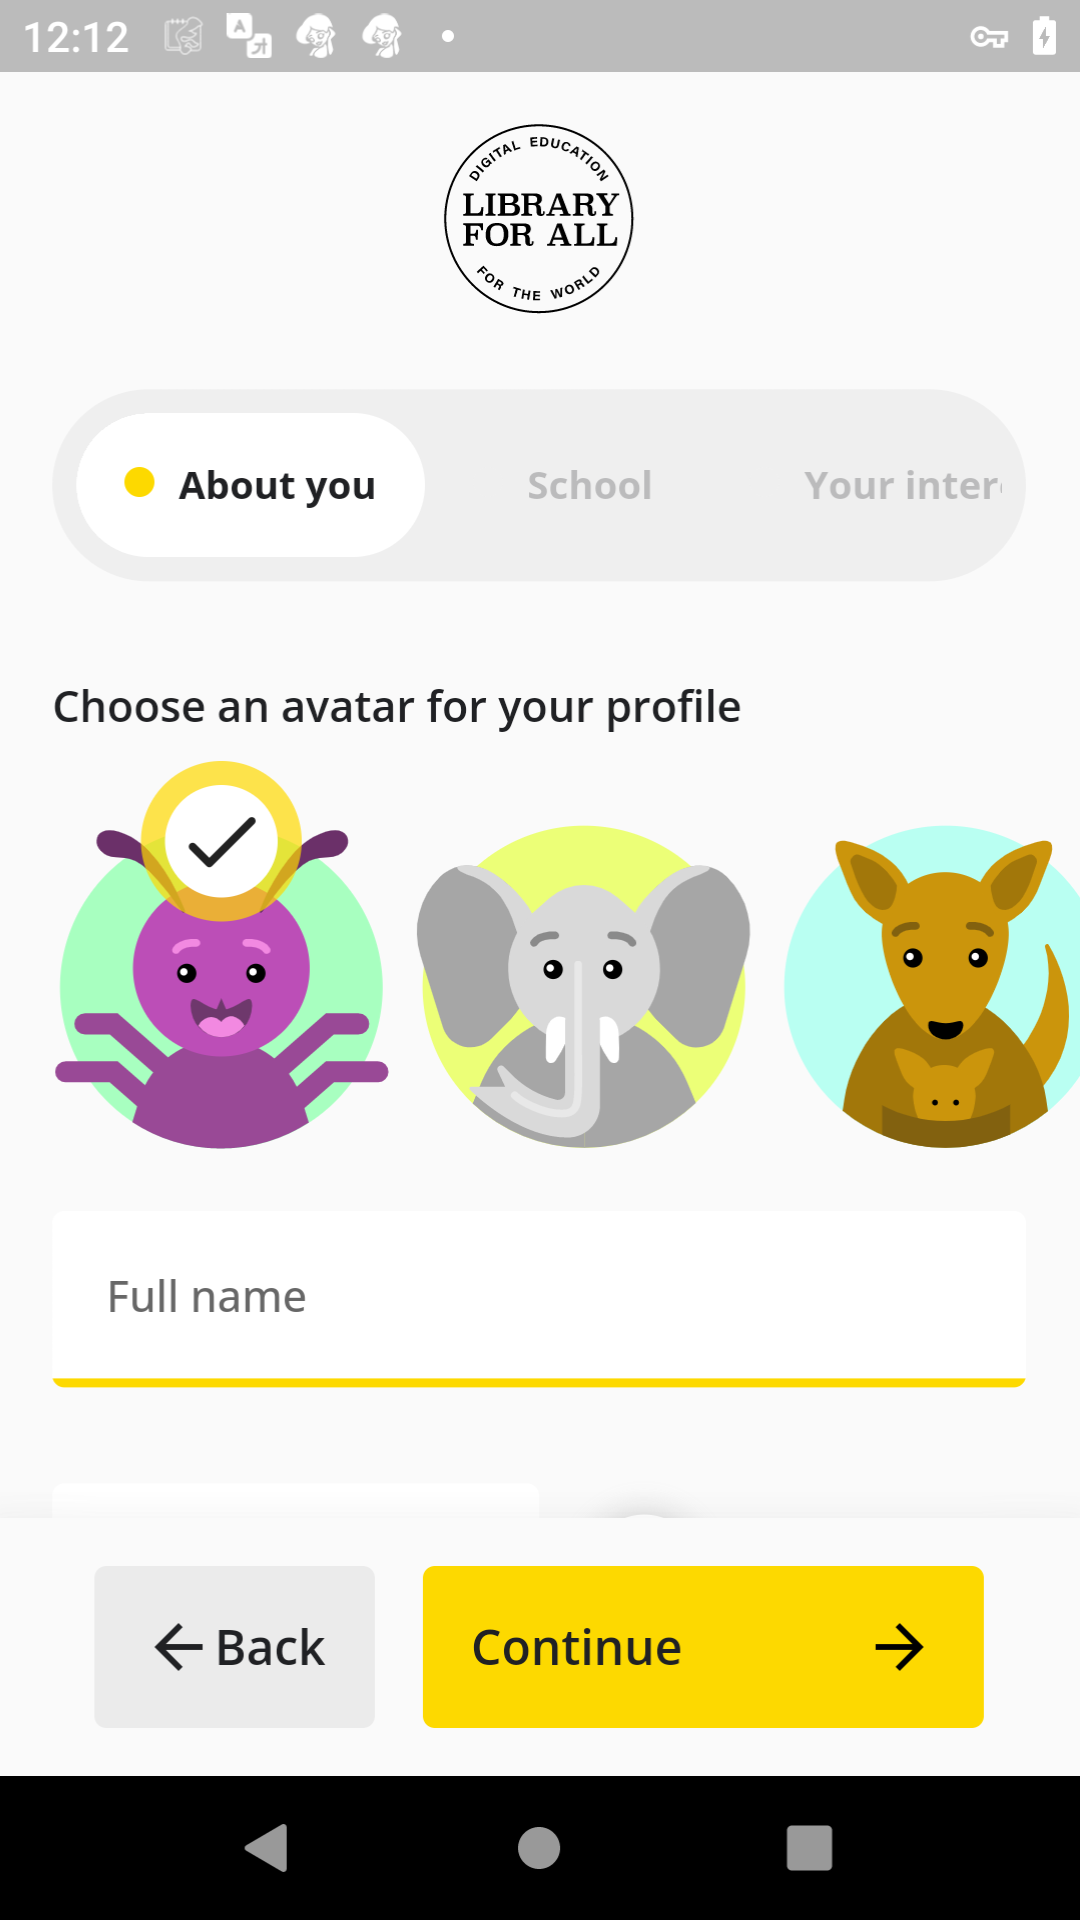 12:12
DIGITAL EDUCATION
LIBRARY
FOR ALL
FOR THE WORLD
About you
School
Your inter
Choose an avatar for your profile
Full name
Back
Continue